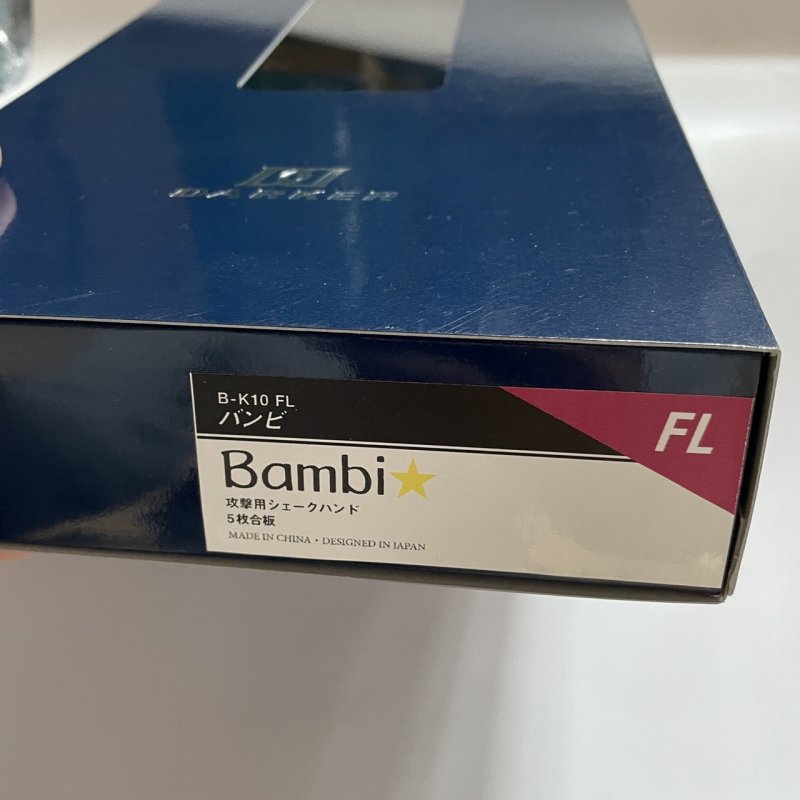 DARKER
B-K10 FL
バンビ
FL
Bambi★
攻撃用シェークハンド
5枚合板
MADE IN CHINA・DESIGNED IN JAPAN